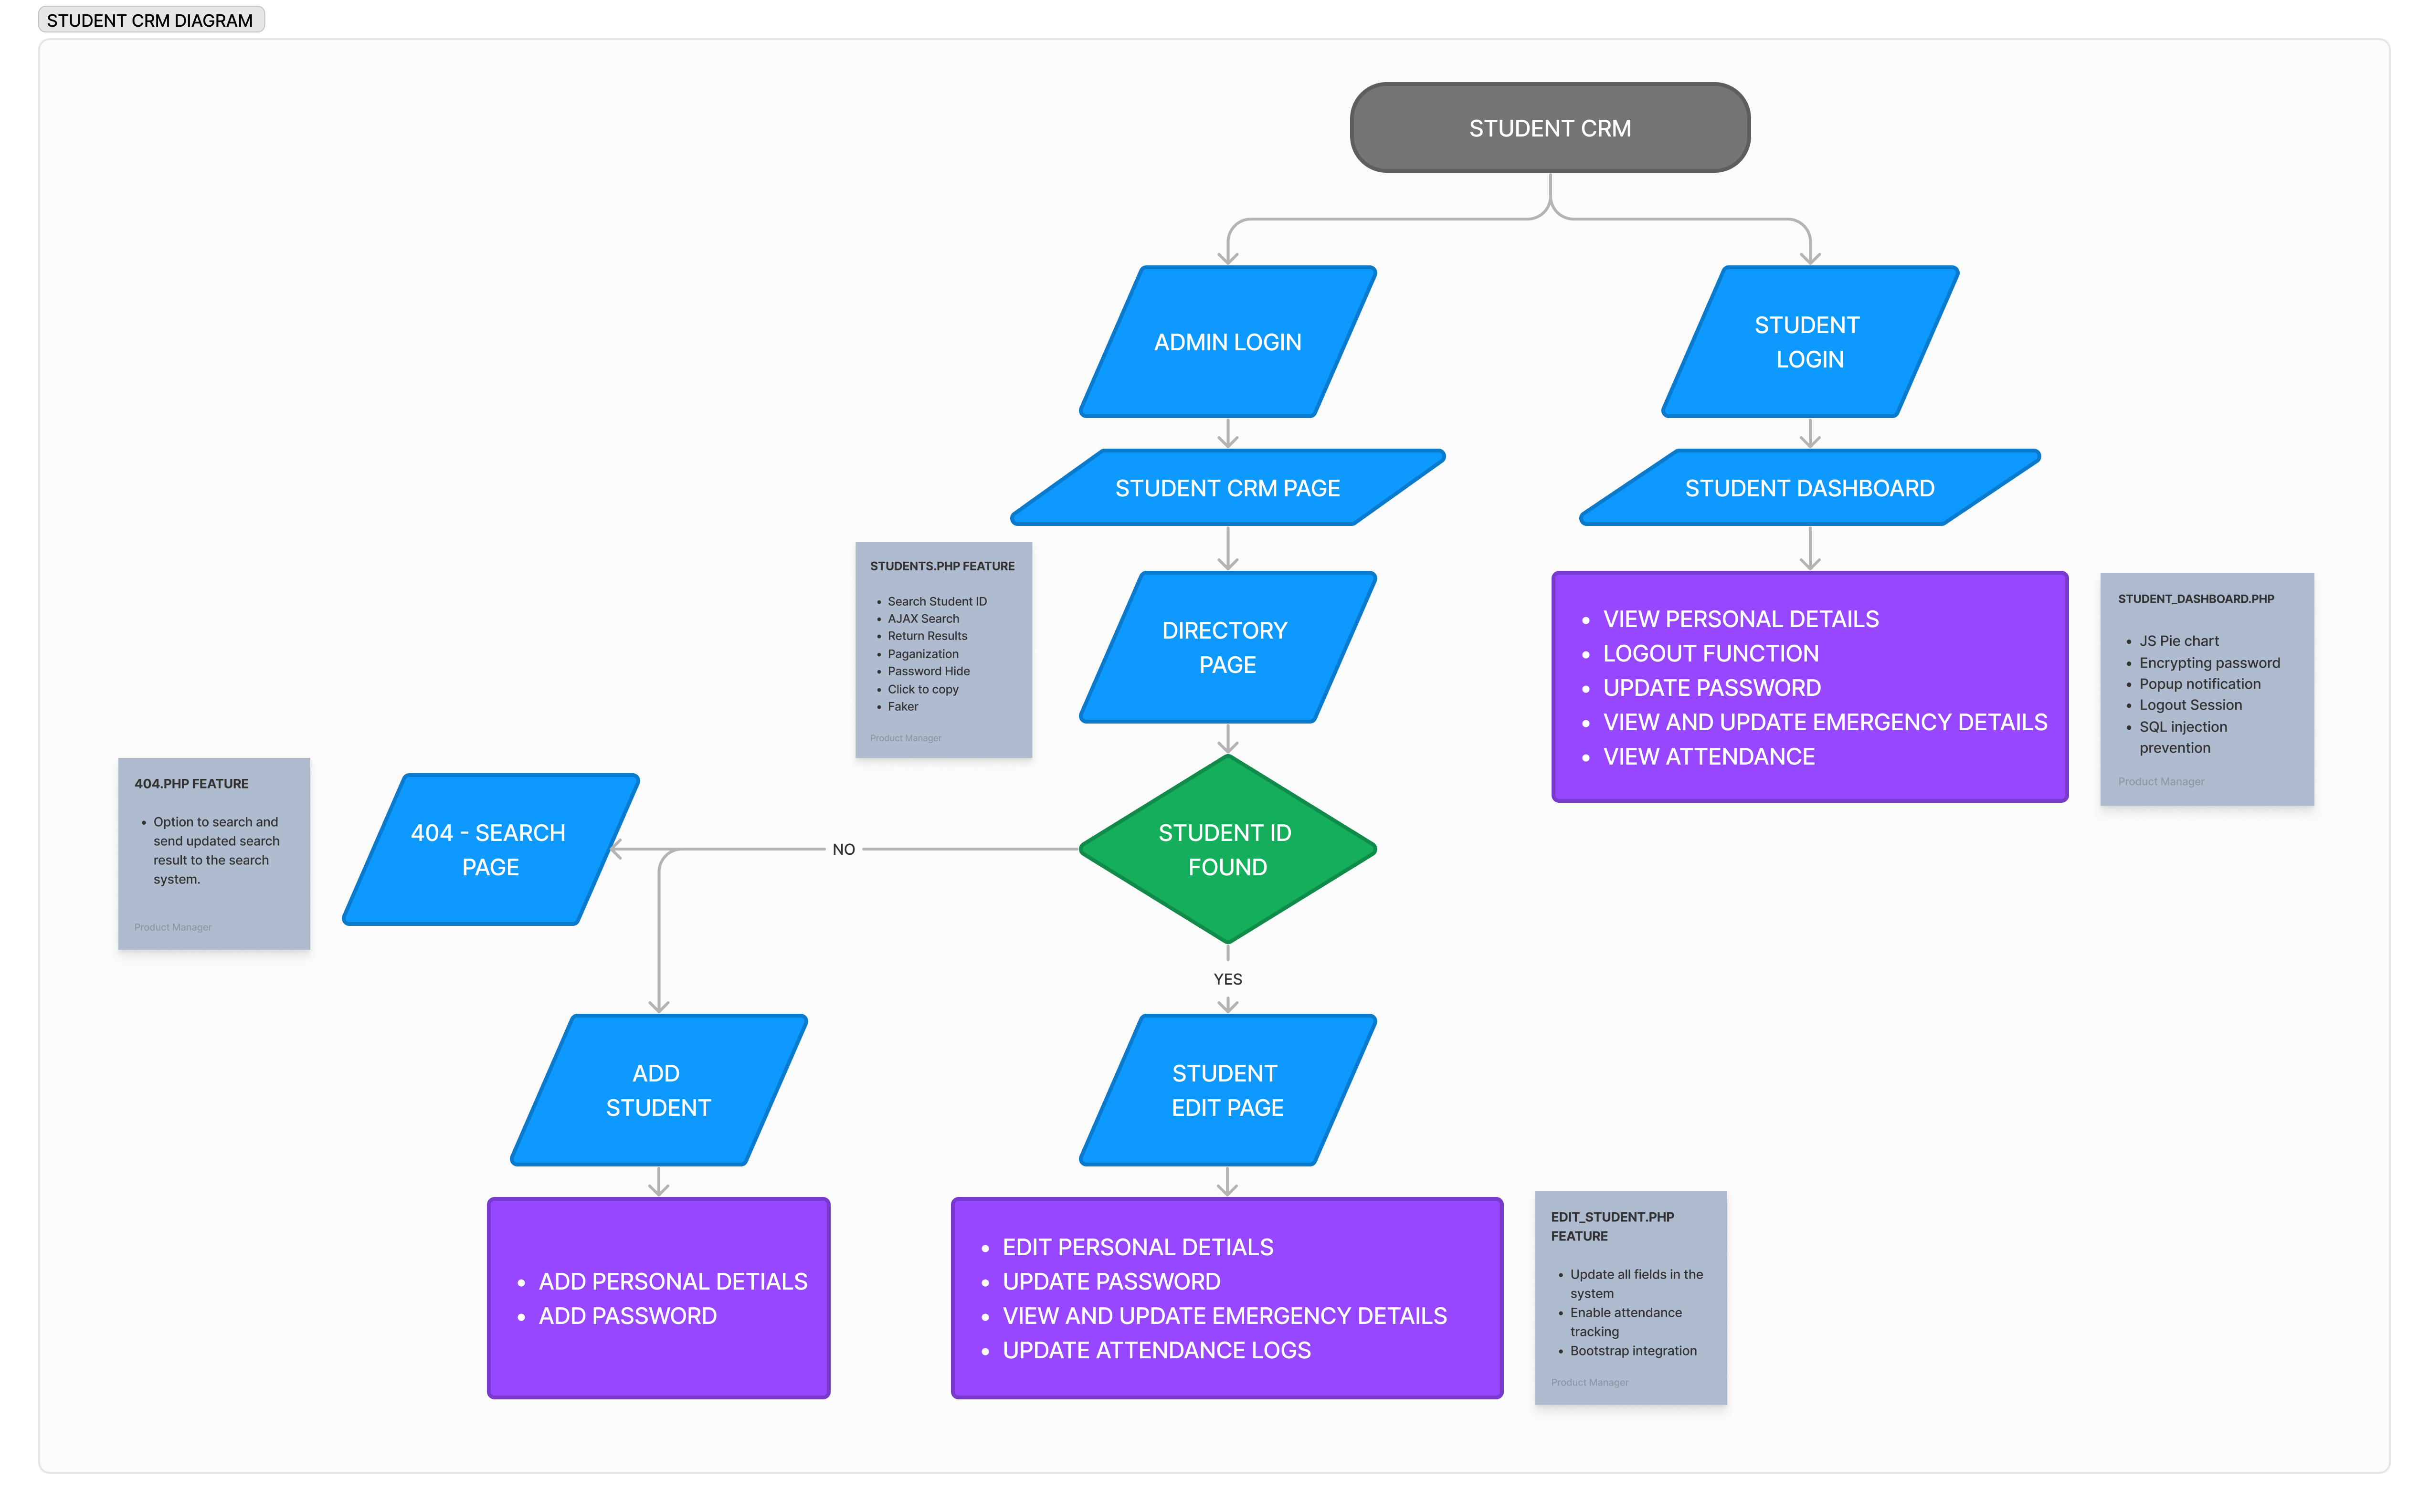 STUDENT CRM DIAGRAM
STUDENT CRM
ADMIN LOGIN
STUDENT
LOGIN
STUDENT CRM PAGE
STUDENT DASHBOARD
STUDENTS.PHP FEATURE
• Search Student ID
• AJAX Search
• Return Results
• Paganization
• Password Hide
• Click to copy
• Faker
Product Manager
DIRECTORY
PAGE
• VIEW PERSONAL DETAILS
• LOGOUT FUNCTION
• UPDATE PASSWORD
• VIEW AND UPDATE EMERGENCY DETAILS
• VIEW ATTENDANCE
STUDENT_DASHBOARD.PHP
• JS Pie chart
• Encrypting password
• Popup notification
• Logout Session
• SQL injection
prevention
Product Manager
404.PHP FEATURE
• Option to search and
send updated search
result to the search
system.
Product Manager
404 - SEARCH
PAGE
NO
STUDENT ID
FOUND
YES
ADD
STUDENT
STUDENT
EDIT PAGE
• ADD PERSONAL DETIALS
• ADD PASSWORD
• EDIT PERSONAL DETIALS
• UPDATE PASSWORD
• VIEW AND UPDATE EMERGENCY DETAILS
• UPDATE ATTENDANCE LOGS
EDIT_STUDENT.PHP
FEATURE
• Update all fields in the
system
• Enable attendance
tracking
• Bootstrap integration
Product Manager